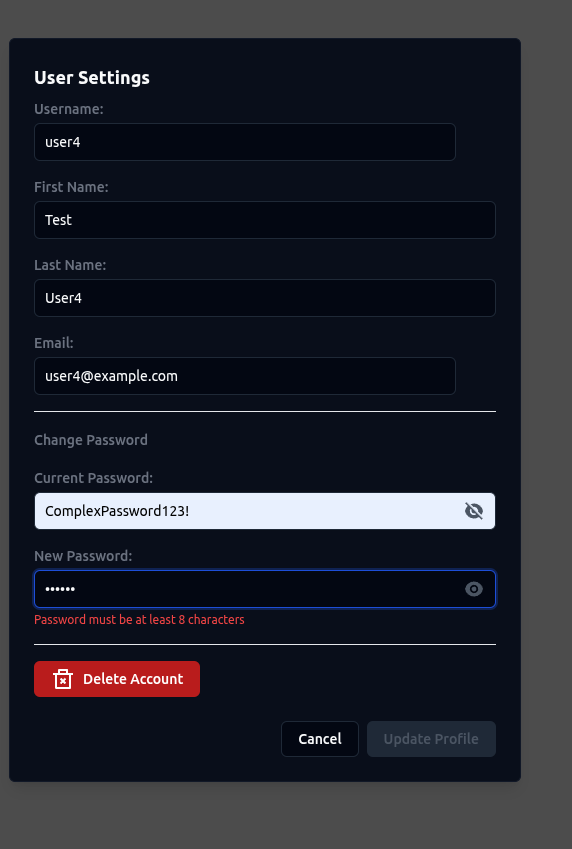 User Settings
Username:
user4
First Name:
Test
Last Name:
User4
Email:
user4@example.com
Change Password
Current Password:
ComplexPassword123!
New Password:
••••••
Password must be at least 8 characters
Delete Account
Cancel
Update Profile